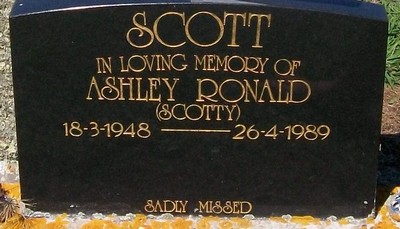 SCOTT
IN LOVING MEMORY OF
ASHLEY RONALD
(SCOTTY)
18-3-1948 — 26-4-1989
SADLY MISSED